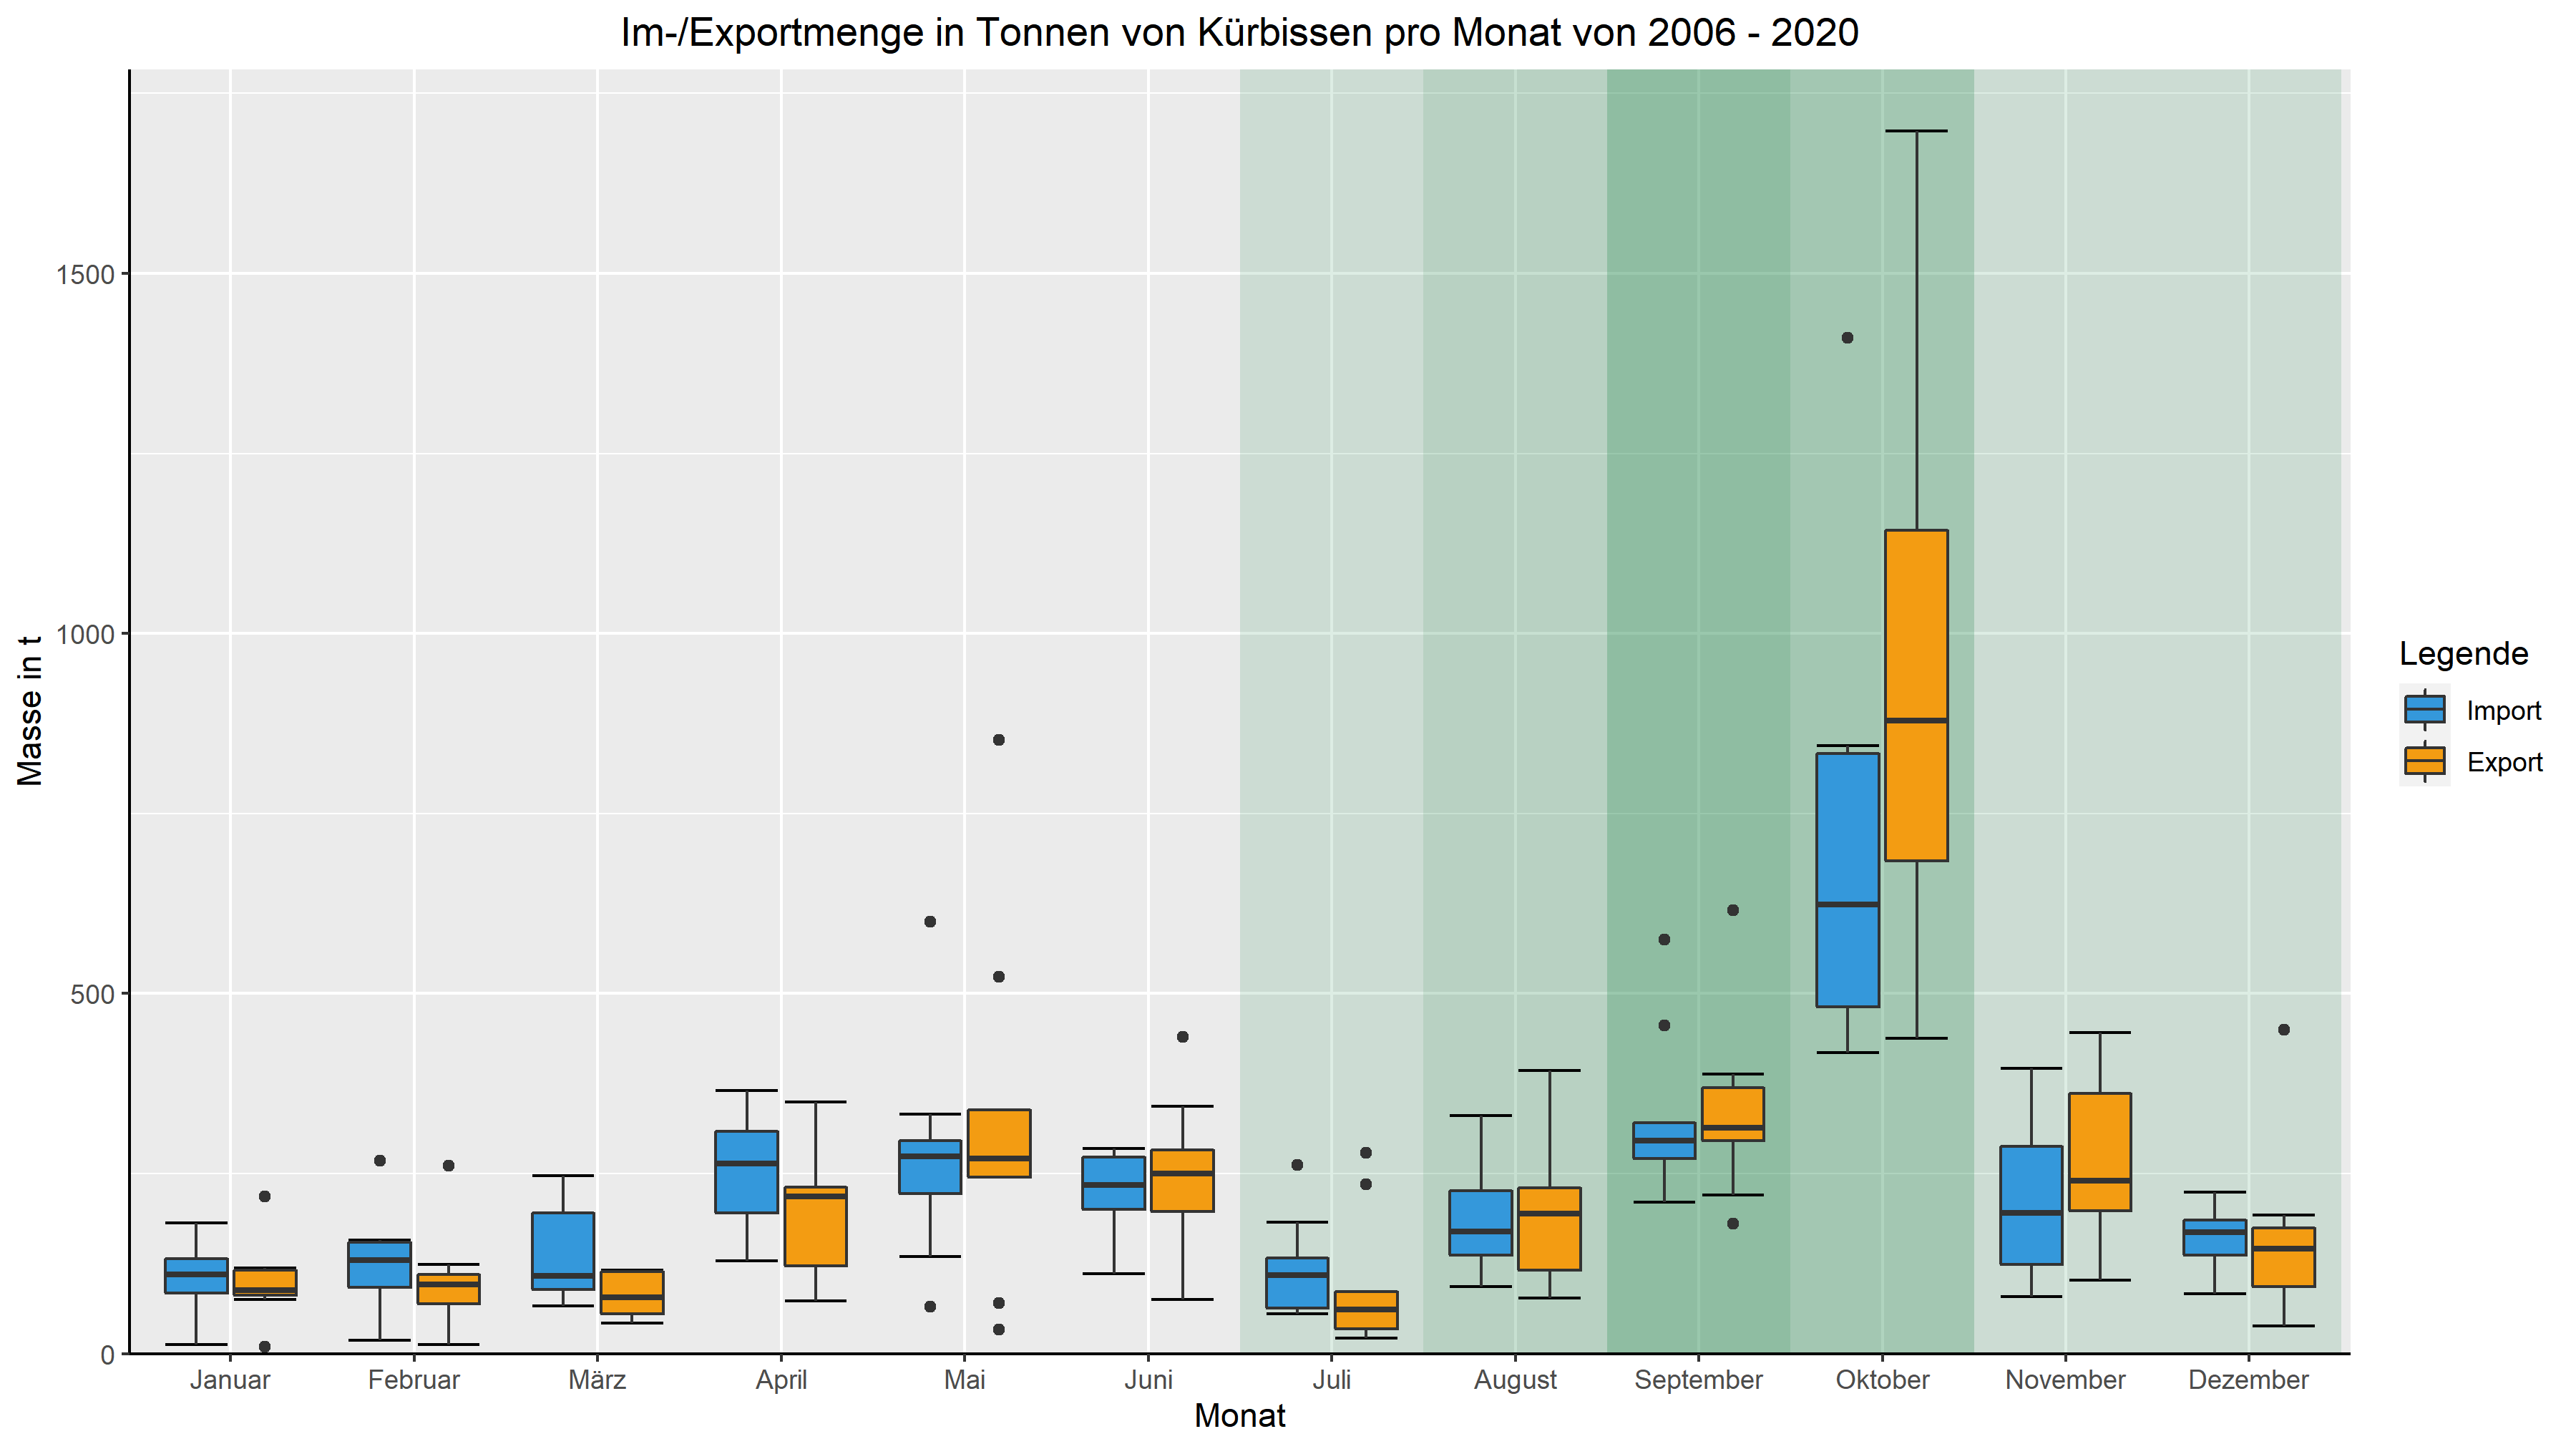 Im-/Exportmenge in Tonnen von Kürbissen pro Monat von 2006 - 2020
Masse in t
1500
1000
500
0
Januar Februar März April Mai Juni Juli August September Oktober November Dezember
Monat
Legende
Import
Export